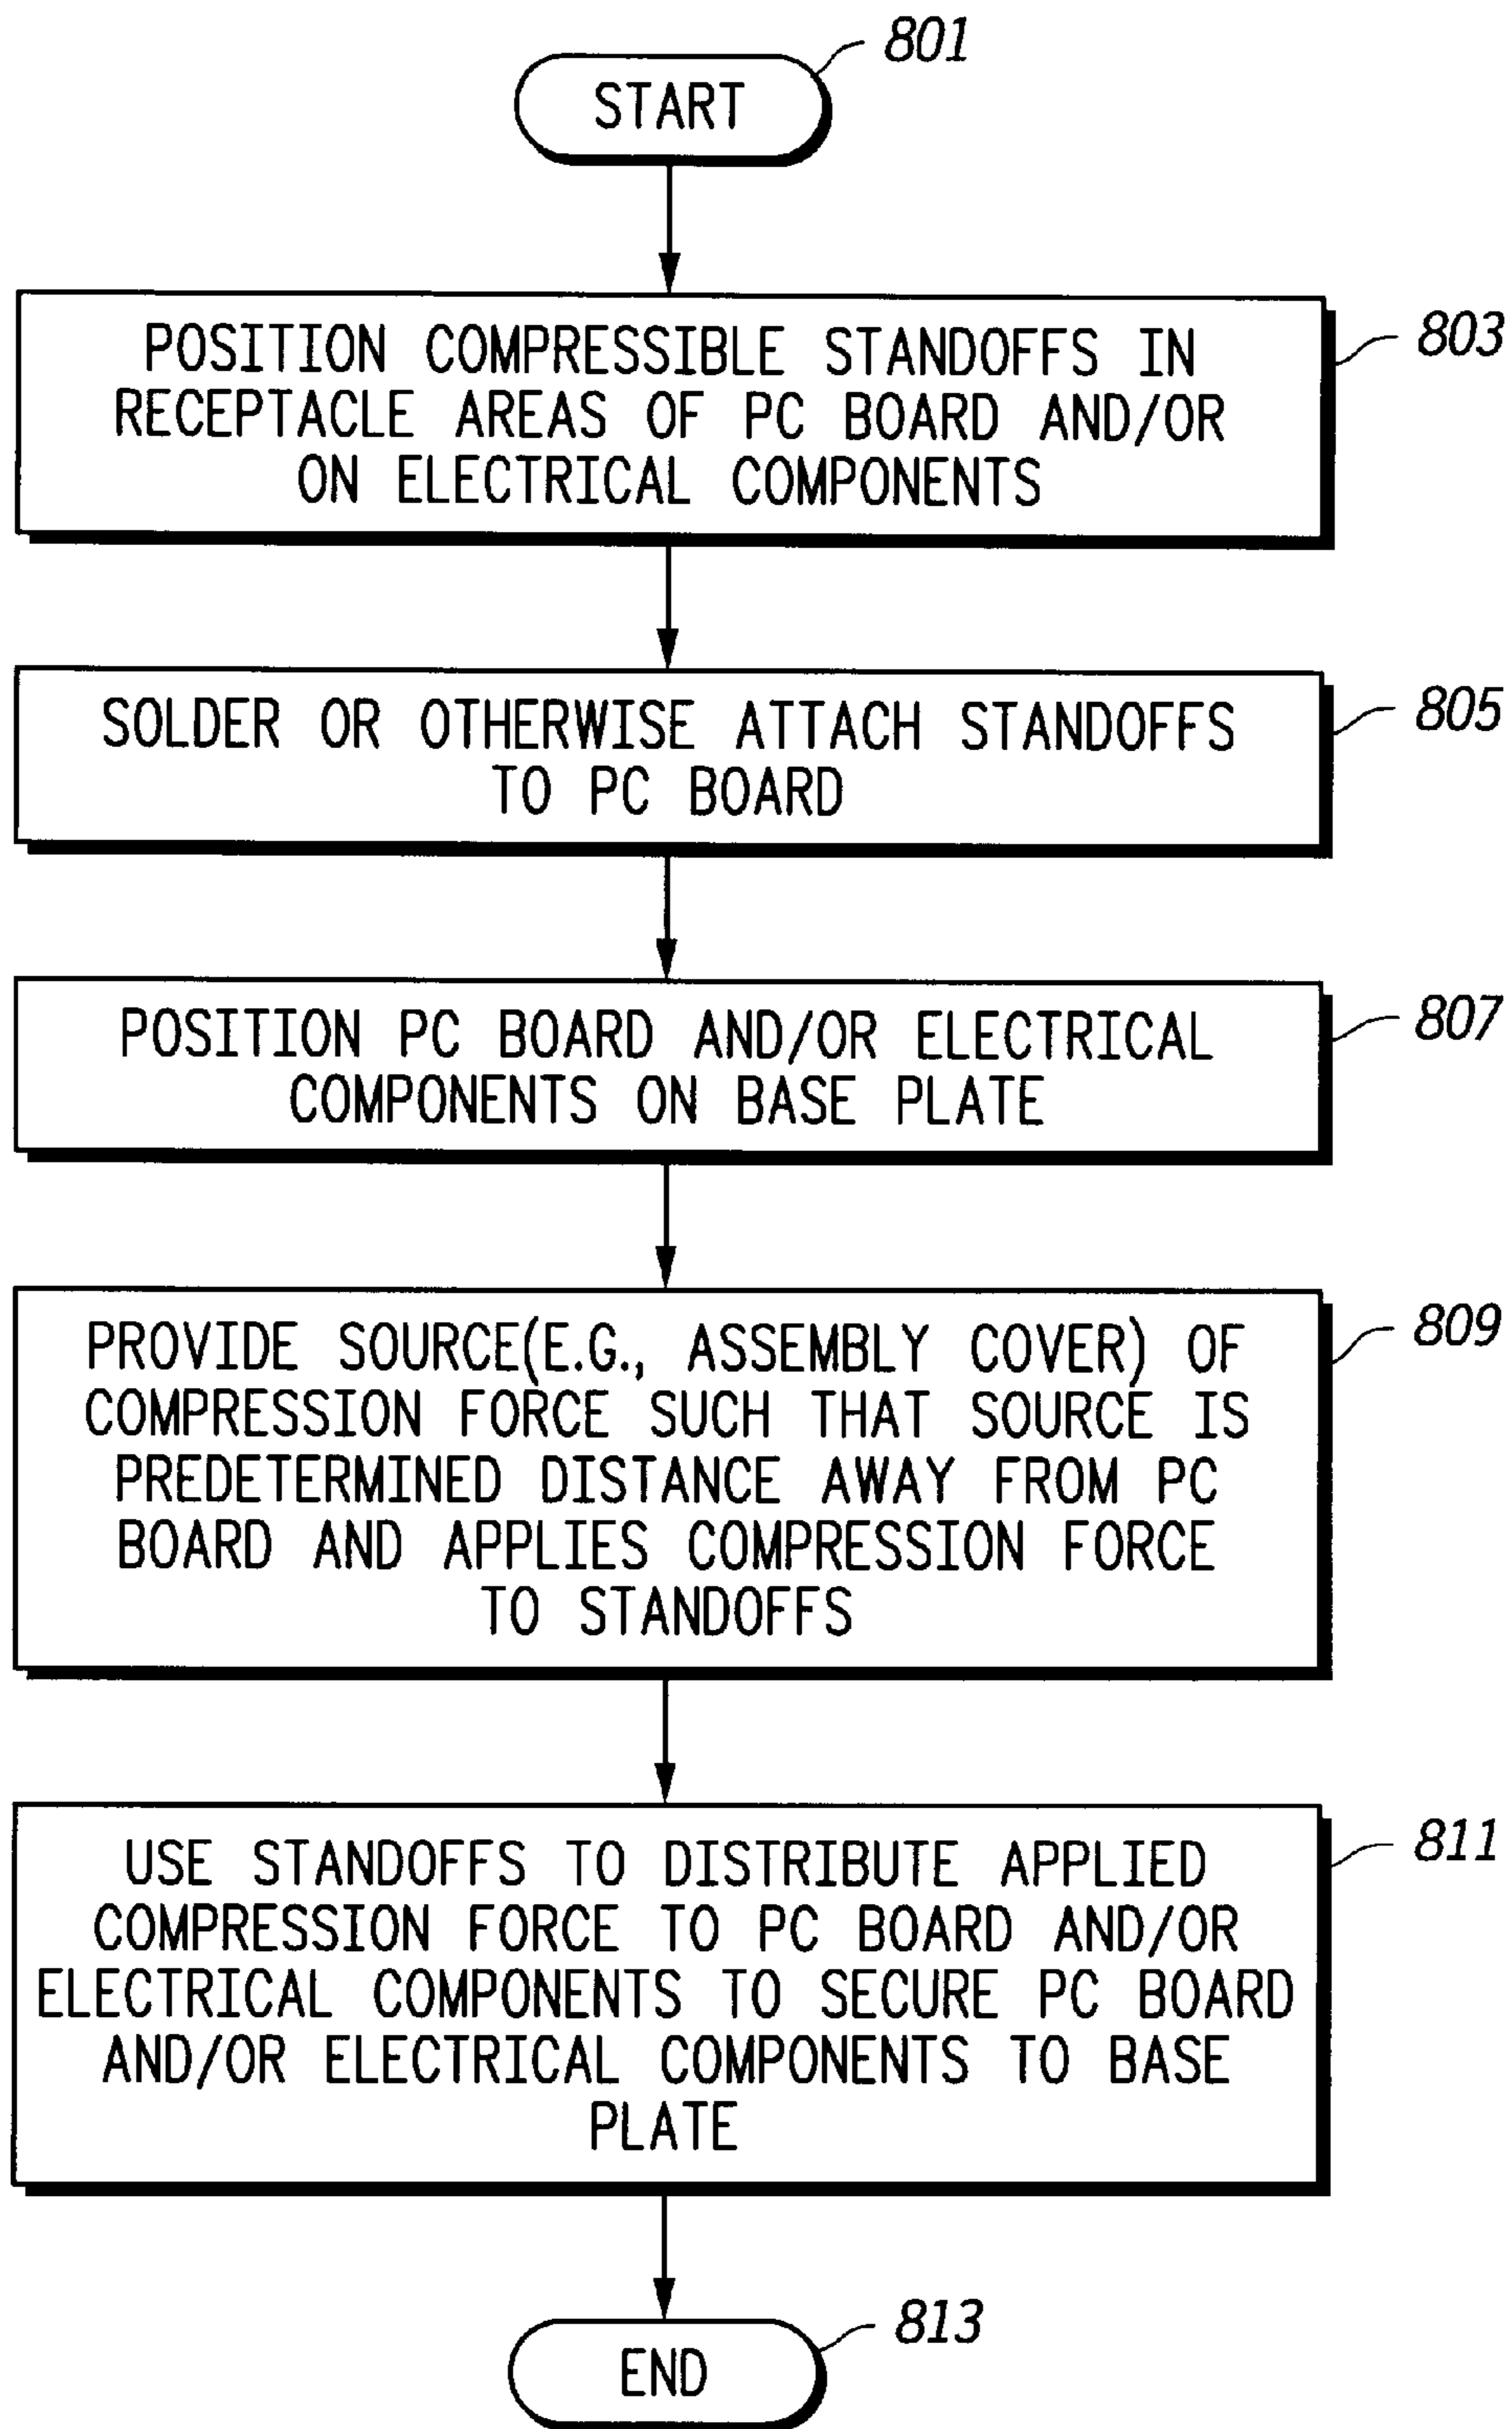 801
START
803
POSITION COMPRESSIBLE STANDOFFS IN
RECEPTACLE AREAS OF PC BOARD AND/OR
ON ELECTRICAL COMPONENTS
805
SOLDER OR OTHERWISE ATTACH STANDOFFS
TO PC BOARD
807
POSITION PC BOARD AND/OR ELECTRICAL
COMPONENTS ON BASE PLATE
809
PROVIDE SOURCE(E.G., ASSEMBLY COVER) OF
COMPRESSION FORCE SUCH THAT SOURCE IS
PREDETERMINED DISTANCE AWAY FROM PC
BOARD AND APPLIES COMPRESSION FORCE
TO STANDOFFS
811
USE STANDOFFS TO DISTRIBUTE APPLIED
COMPRESSION FORCE TO PC BOARD AND/OR
ELECTRICAL COMPONENTS TO SECURE PC BOARD
AND/OR ELECTRICAL COMPONENTS TO BASE
PLATE
813
END